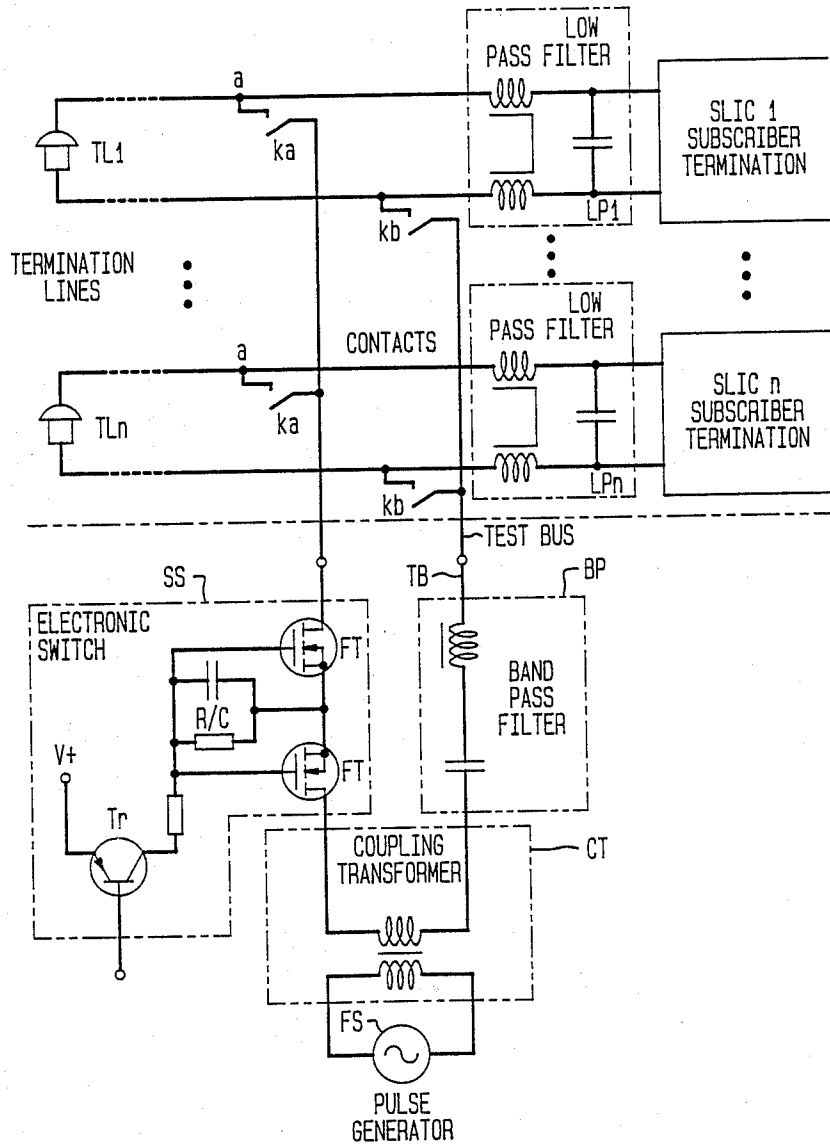 LOW
PASS FILTER
a
SLIC 1
SUBSCRIBER
TERMINATION
TL1
ka
LP1
kb
TERMINATION
LINES
LOW
PASS FILTER
a
CONTACTS
SLIC n
SUBSCRIBER
TERMINATION
TLn
ka
LPn
kb
TEST BUS
SS
TB
BP
ELECTRONIC
SWITCH
FT
BAND
PASS
FILTER
R/C
V+
FT
Tr
COUPLING
TRANSFORMER
CT
FS
PULSE
GENERATOR